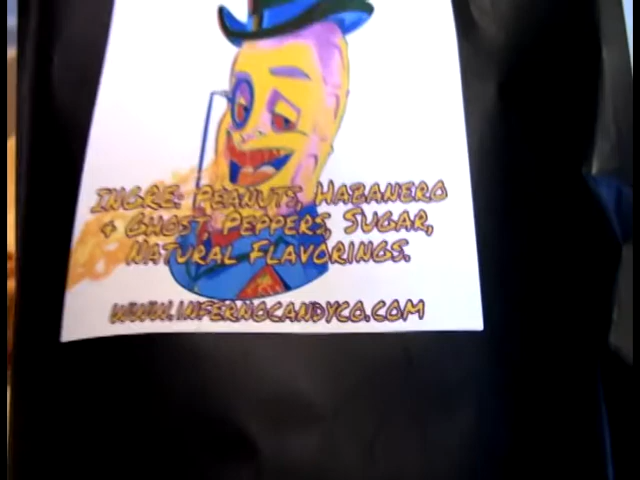 INGRE: PEANUTS, HABANERO
+ GHOST PEPPERS, SUGAR,
NATURAL FLAVORINGS.
WWW.INFERNOCANDYCO.COM